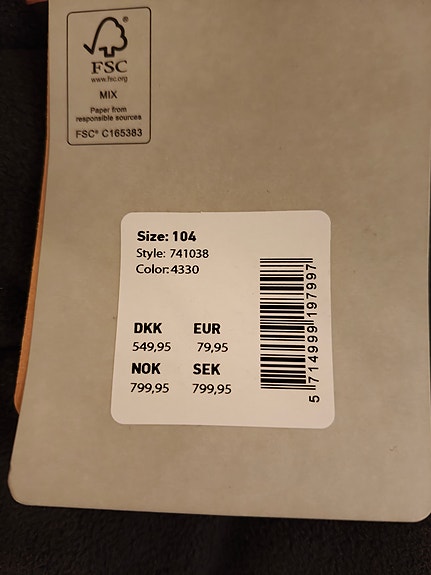 ®
FSC
www.fsc.org
MIX
Paper from
responsible sources
FSC® C165383
Size: 104
Style: 741038
Color: 4330
DKK EUR
549,95 79,95
NOK SEK
799,95 799,95
5 714999 197997